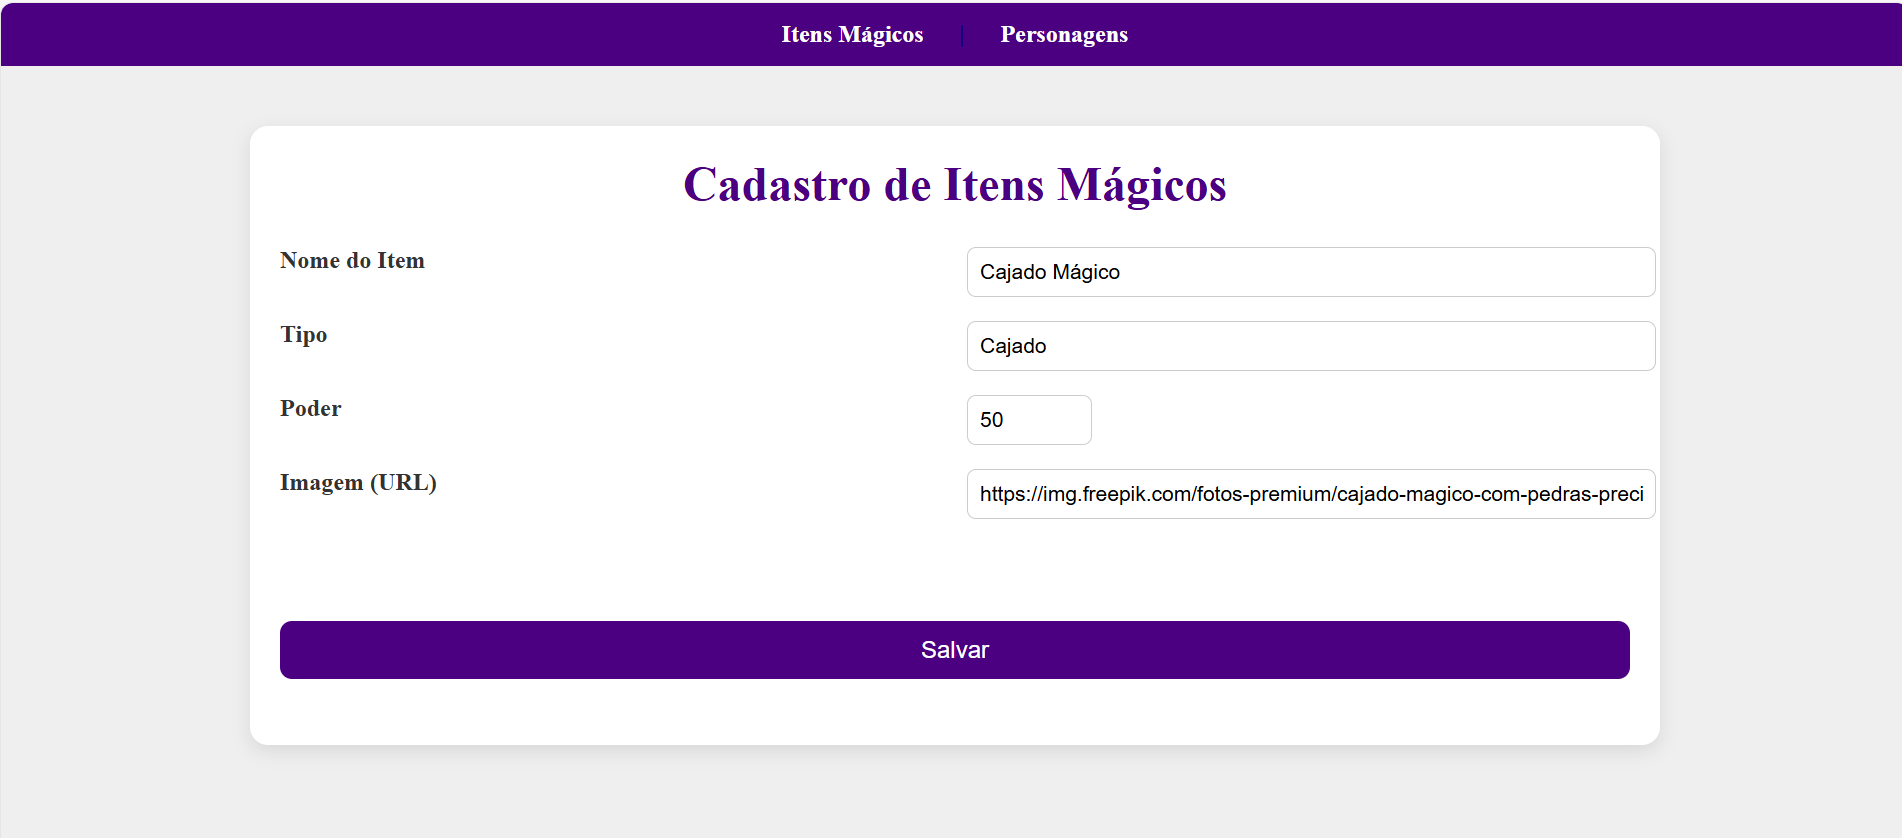 Itens Mágicos | Personagens
Cadastro de Itens Mágicos
Nome do Item
Cajado Mágico
Tipo
Cajado
Poder
50
Imagem (URL)
https://img.freepik.com/fotos-premium/cajado-magico-com-pedras-preci
Salvar